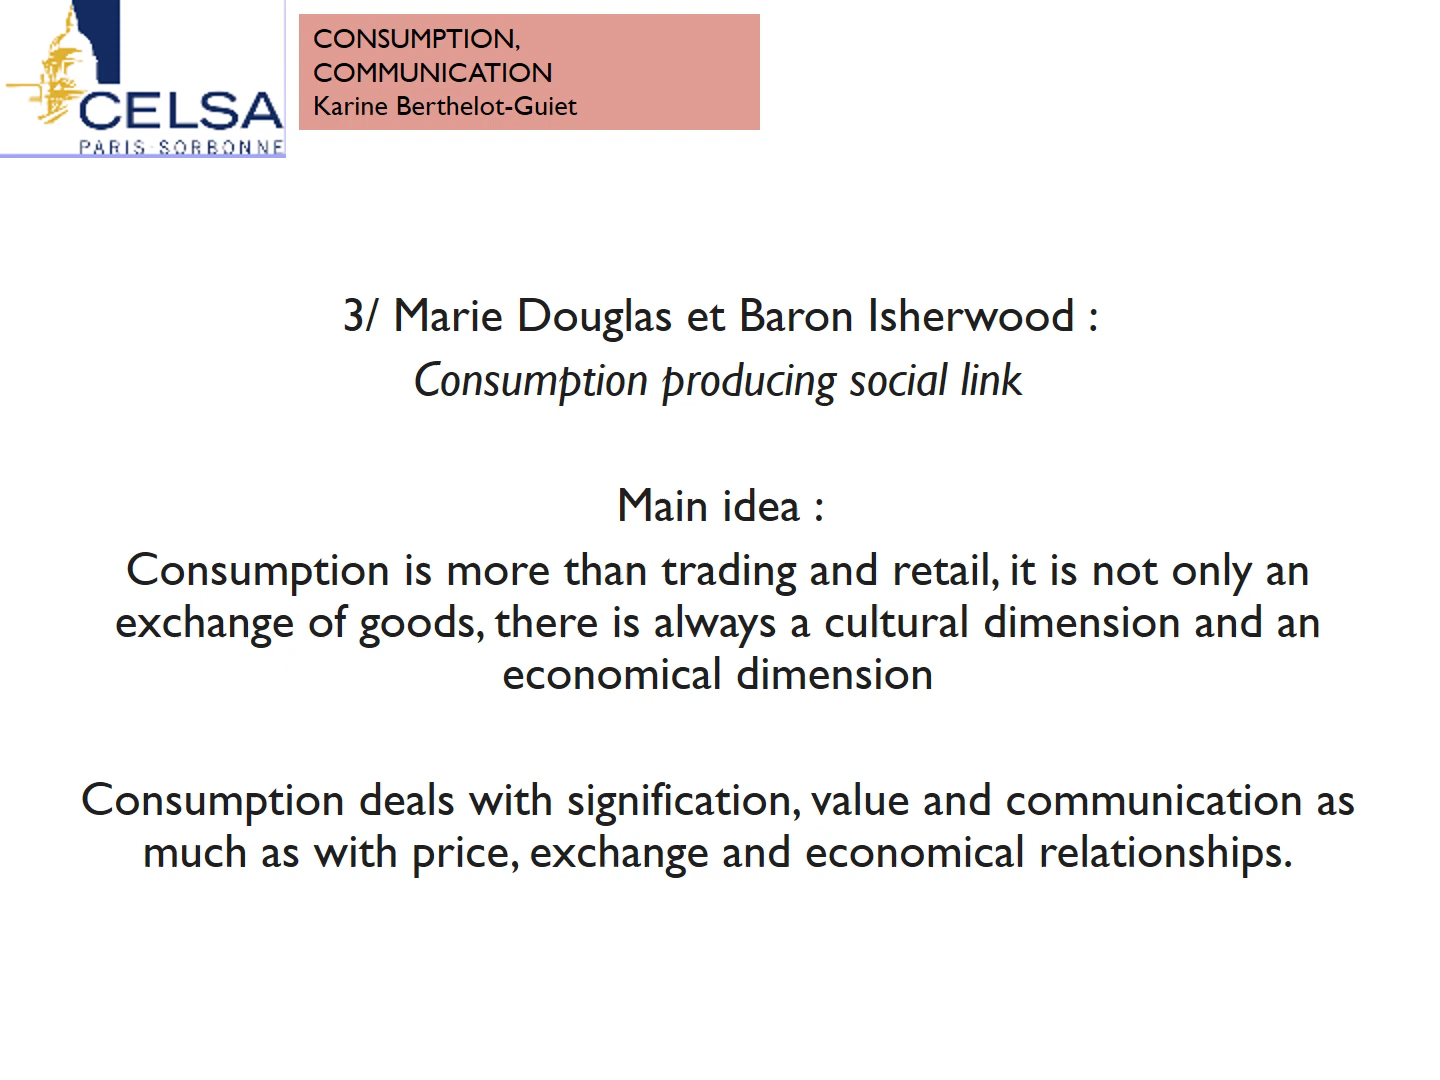 CELSA
PARIS-SORBONNE
CONSUMPTION,
COMMUNICATION
Karine Berthelot-Guiet
3/ Marie Douglas et Baron Isherwood :
Consumption producing social link
Main idea :
Consumption is more than trading and retail, it is not only an
exchange of goods, there is always a cultural dimension and an
economical dimension
Consumption deals with signification, value and communication as
much as with price, exchange and economical relationships.